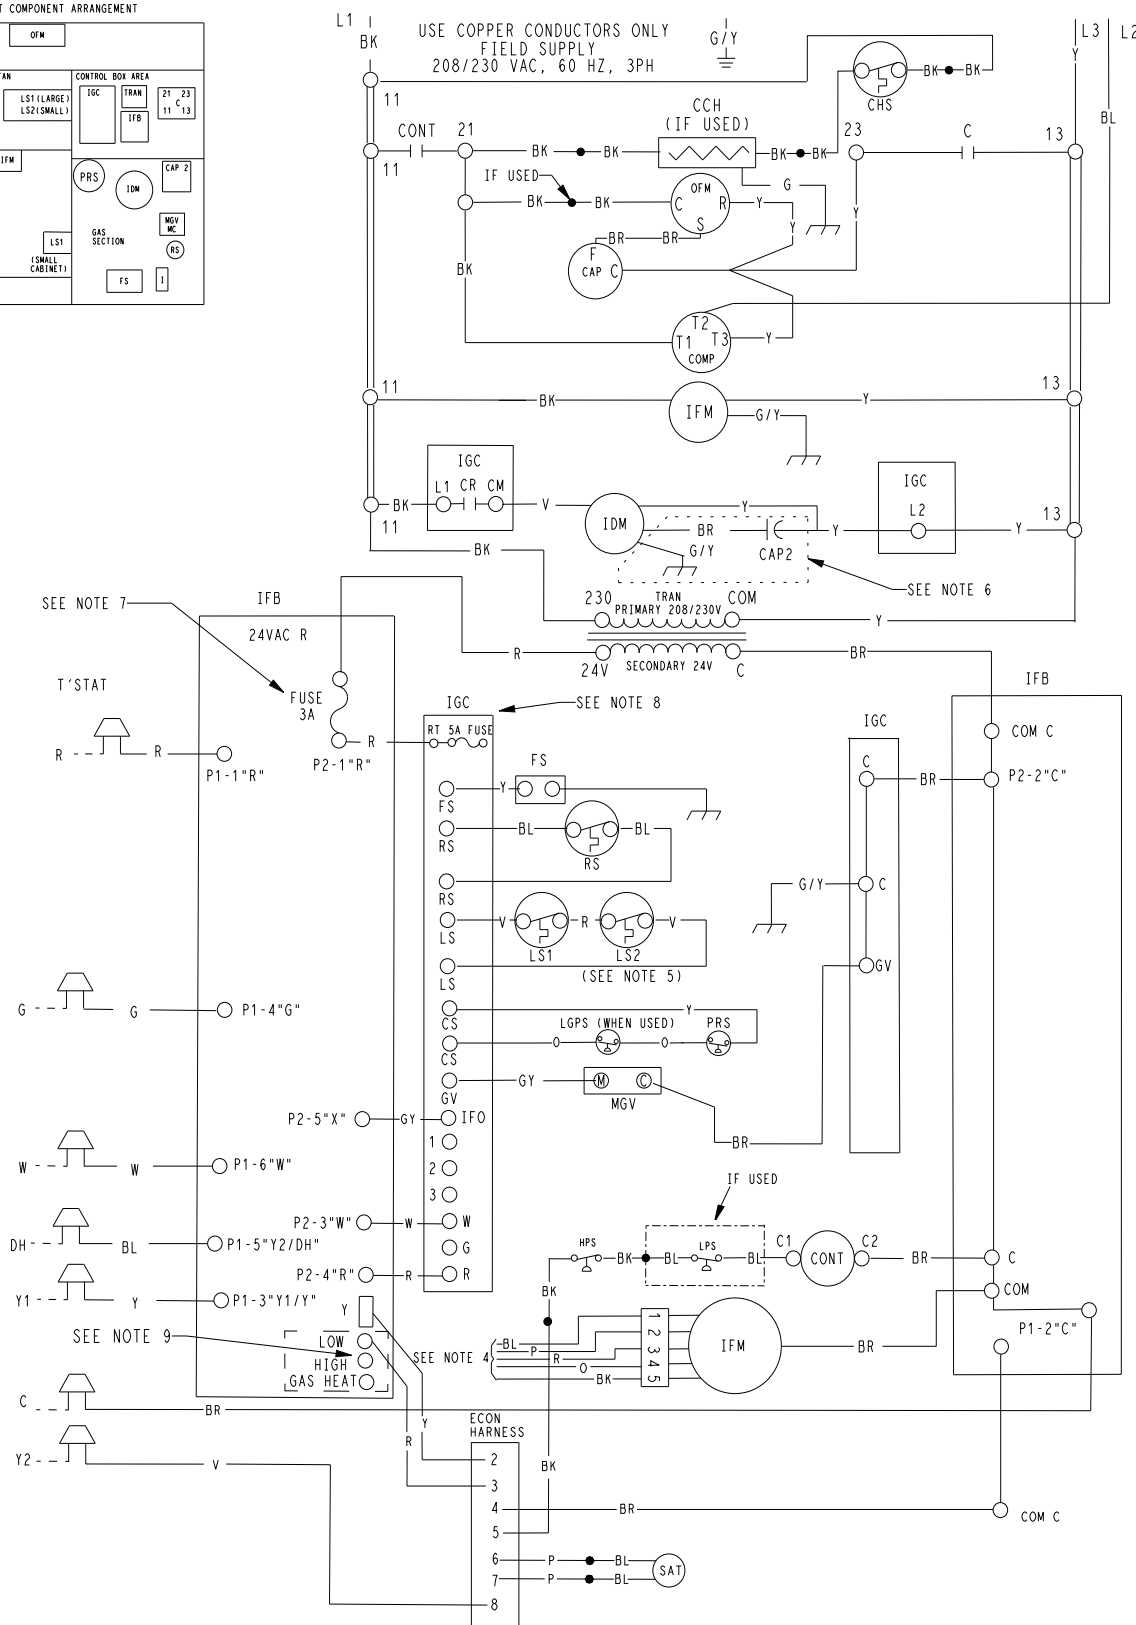 T COMPONENT ARRANGEMENT
OFM
AN
LS1(LARGE)
LS2(SMALL)
IFM
LS1
(SMALL
CABINET)
CONTROL BOX AREA
IGC
TRAN
IFB
21 23
C
11 13
PRS
IDM
CAP 2
GAS
SECTION
MGV
MC
RS
FS
I
L1
BK
USE COPPER CONDUCTORS ONLY
FIELD SUPPLY
208/230 VAC, 60 HZ, 3PH
G/Y
L3
L2
Y
BL
CHS
BK
BK
11
CONT
21
BK
BK
CCH
(IF USED)
BK
BK
23
C
13
11
IF USED
BK
BK
OFM
C
R
S
Y
G
Y
Y
BR
BR
F
CAP C
BK
T2
T1
T3
COMP
Y
11
BK
IFM
Y
G/Y
13
IGC
L1 CR CM
BK
V
IDM
Y
BR
CAP2
G/Y
Y
IGC
L2
Y
13
11
BK
SEE NOTE 6
230
TRAN
PRIMARY 208/230V
COM
Y
R
24V
SECONDARY 24V
C
BR
SEE NOTE 7
IFB
24VAC R
FUSE
3A
T'STAT
R
R
P1-1"R"
P2-1"R"
R
IGC
SEE NOTE 8
RT 5A FUSE
IFB
COM C
IGC
C
BR
P2-2"C"
FS
Y
FS
RS
BL
BL
RS
RS
G/Y
C
LS
V
R
V
LS1
LS2
(SEE NOTE 5)
LS
GV
G
G
P1-4"G"
CS
Y
LGPS (WHEN USED)
PRS
O
O
CS
GV
GY
M
C
MGV
BR
P2-5"X"
GY
IFO
1
2
3
W
W
P1-6"W"
P2-3"W"
W
W
G
IF USED
HPS
BK
BL
LPS
BL
C1
CONT
C2
BR
C
DH
BL
P1-5"Y2/DH"
P2-4"R"
R
R
BK
COM
Y1
Y
P1-3"Y1/Y"
Y
SEE NOTE 9
LOW
HIGH
GAS HEAT
SEE NOTE 4
BL
P
R
O
BK
1
2
3
4
5
IFM
BR
P1-2"C"
C
BR
Y2
V
R
Y
ECON
HARNESS
BK
2
3
4
BR
COM C
5
6
P
BL
7
P
BL
SAT
8